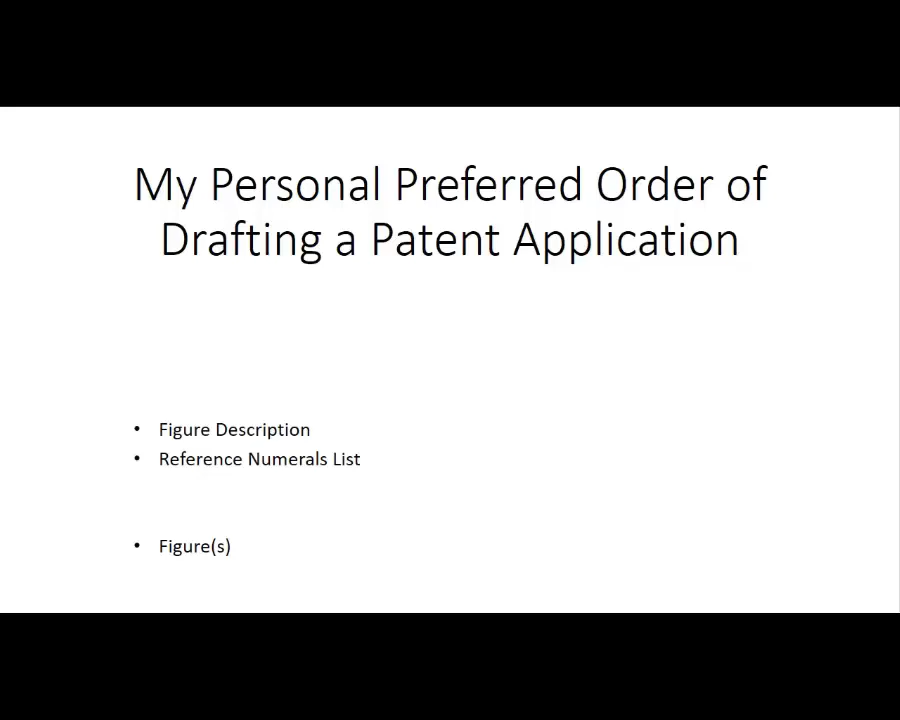 My Personal Preferred Order of
Drafting a Patent Application
• Figure Description
• Reference Numerals List
• Figure(s)